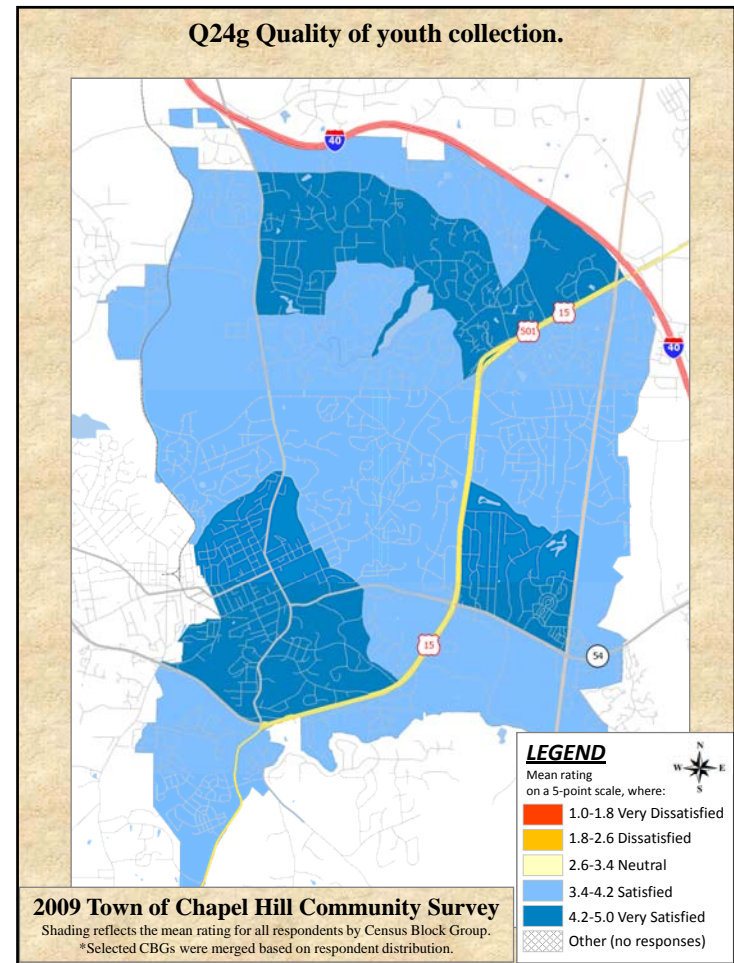 Q24g Quality of youth collection.
40
15
501
40
15
54
LEGEND
Mean rating
on a 5-point scale, where:
N
W E
S
1.0-1.8 Very Dissatisfied
1.8-2.6 Dissatisfied
2.6-3.4 Neutral
3.4-4.2 Satisfied
4.2-5.0 Very Satisfied
Other (no responses)
2009 Town of Chapel Hill Community Survey
Shading reflects the mean rating for all respondents by Census Block Group.
*Selected CBGs were merged based on respondent distribution.